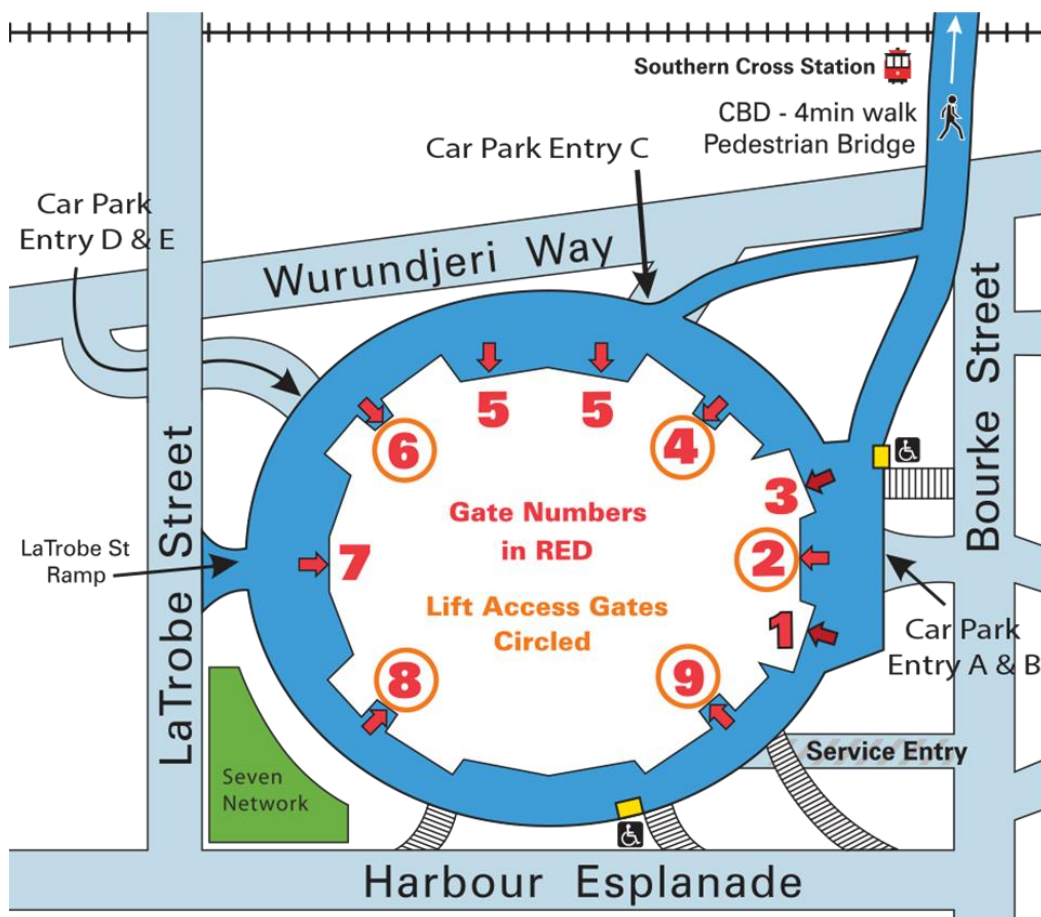 Southern Cross Station
CBD - 4min walk
Pedestrian Bridge
Car Park Entry C
Car Park
Entry D & E
Wurundjeri Way
Bourke Street
LaTrobe Street
5
5
6
4
3
Gate Numbers
in RED
2
7
LaTrobe St
Ramp
Lift Access Gates
Circled
1
Car Park
Entry A & B
8
9
Service Entry
Seven
Network
Harbour Esplanade